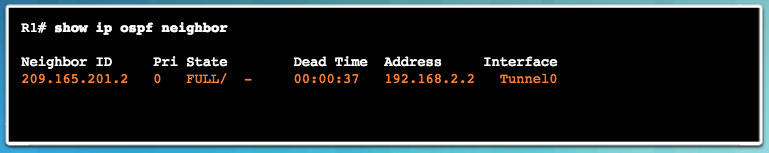 R1# show ip ospf neighbor
Neighbor ID Pri State Dead Time Address Interface
209.165.201.2 0 FULL/ - 00:00:37 192.168.2.2 Tunnel0